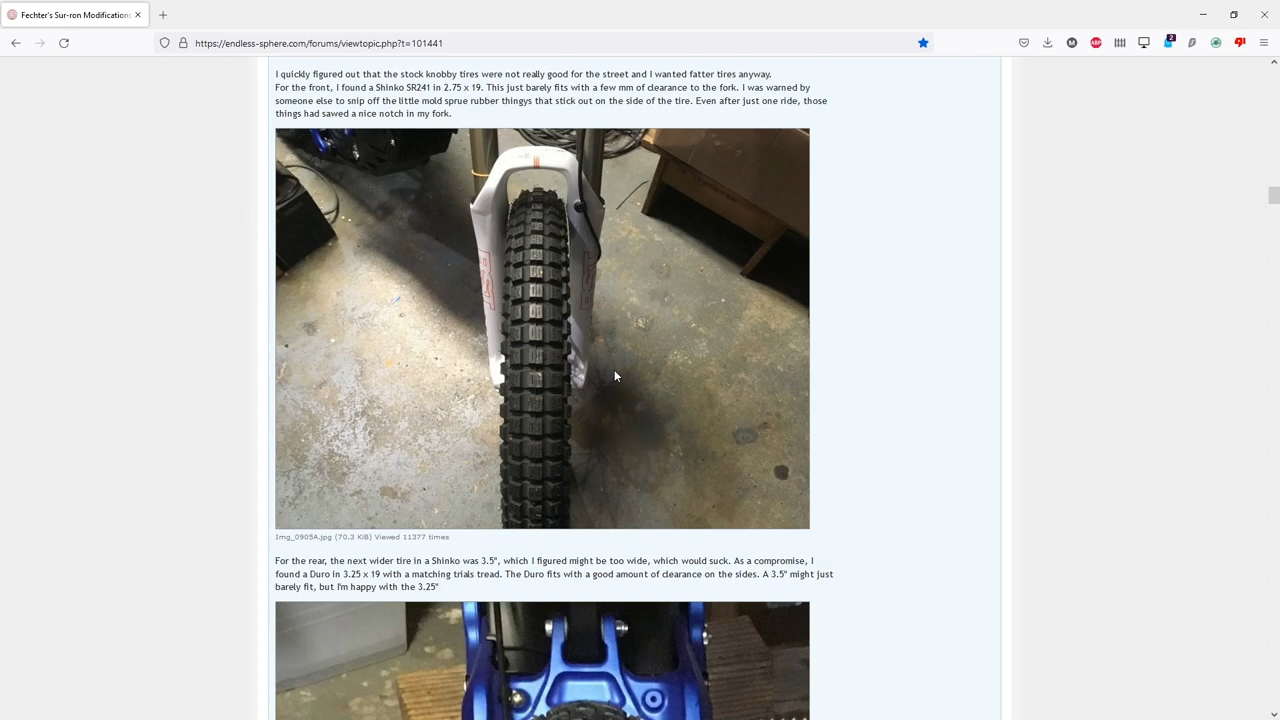 Fechter's Sur-ron Modifications
https://endless-sphere.com/forums/viewtopic.php?t=101441
2
I quickly figured out that the stock knobby tires were not really good for the street and I wanted fatter tires anyway.
For the front, I found a Shinko SR241 in 2.75 x 19. This just barely fits with a few mm of clearance to the fork. I was warned by
someone else to snip off the little mold sprue rubber thingys that stick out on the side of the tire. Even after just one ride, those
things had sawed a nice notch in my fork.
Img_0905A.jpg (70.3 KiB) Viewed 11377 times
For the rear, the next wider tire in a Shinko was 3.5", which I figured might be too wide, which would suck. As a compromise, I
found a Duro in 3.25 x 19 with a matching trials tread. The Duro fits with a good amount of clearance on the sides. A 3.5" might just
barely fit, but I'm happy with the 3.25"